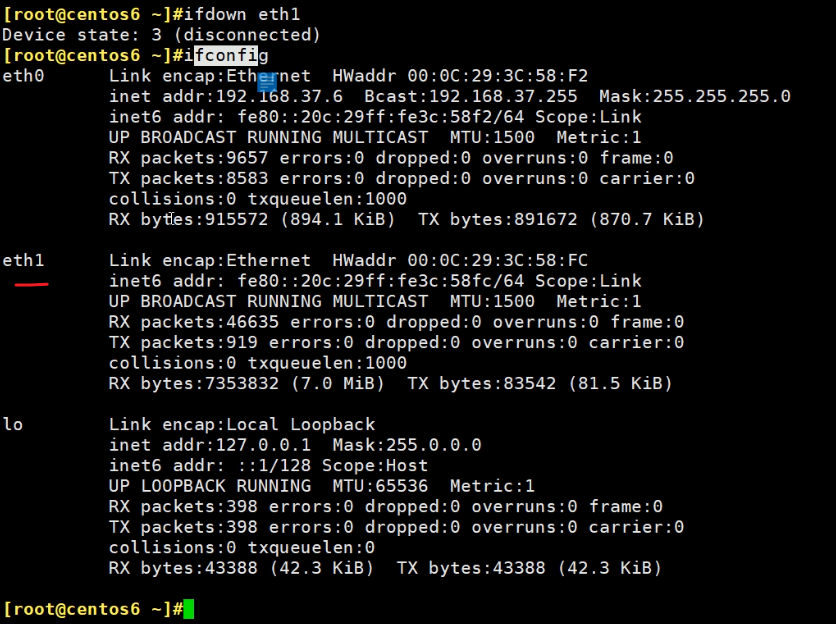 [root@centos6 ~]#ifdown eth1
Device state: 3 (disconnected)
[root@centos6 ~]#ifconfig
eth0      Link encap:Ethernet  HWaddr 00:0C:29:3C:58:F2
          inet addr:192.168.37.6  Bcast:192.168.37.255  Mask:255.255.255.0
          inet6 addr: fe80::20c:29ff:fe3c:58f2/64 Scope:Link
          UP BROADCAST RUNNING MULTICAST  MTU:1500  Metric:1
          RX packets:9657 errors:0 dropped:0 overruns:0 frame:0
          TX packets:8583 errors:0 dropped:0 overruns:0 carrier:0
          collisions:0 txqueuelen:1000
          RX bytes:915572 (894.1 KiB)  TX bytes:891672 (870.7 KiB)

eth1      Link encap:Ethernet  HWaddr 00:0C:29:3C:58:FC
          inet6 addr: fe80::20c:29ff:fe3c:58fc/64 Scope:Link
          UP BROADCAST RUNNING MULTICAST  MTU:1500  Metric:1
          RX packets:46635 errors:0 dropped:0 overruns:0 frame:0
          TX packets:919 errors:0 dropped:0 overruns:0 carrier:0
          collisions:0 txqueuelen:1000
          RX bytes:7353832 (7.0 MiB)  TX bytes:83542 (81.5 KiB)

lo        Link encap:Local Loopback
          inet addr:127.0.0.1  Mask:255.0.0.0
          inet6 addr: ::1/128 Scope:Host
          UP LOOPBACK RUNNING  MTU:65536  Metric:1
          RX packets:398 errors:0 dropped:0 overruns:0 frame:0
          TX packets:398 errors:0 dropped:0 overruns:0 carrier:0
          collisions:0 txqueuelen:0
          RX bytes:43388 (42.3 KiB)  TX bytes:43388 (42.3 KiB)

[root@centos6 ~]#